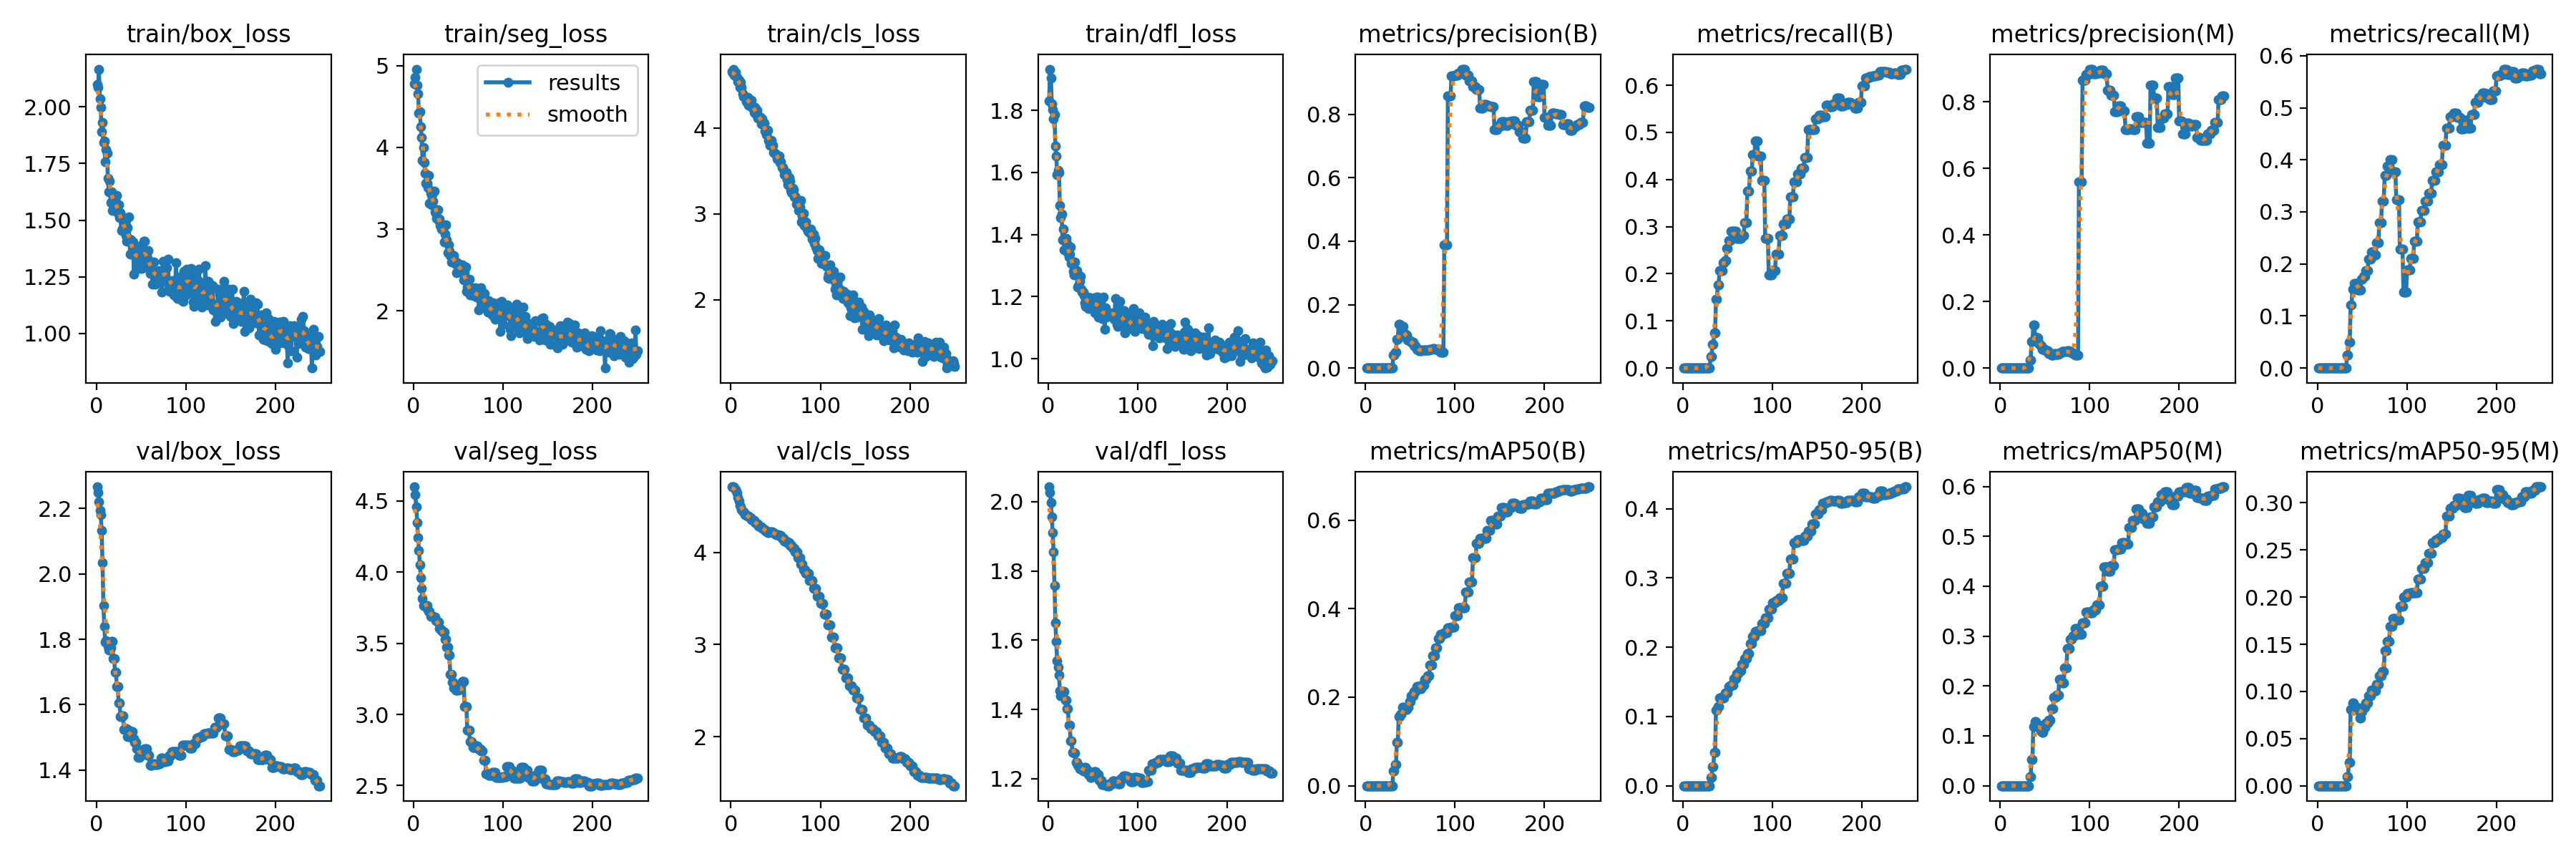 train/box_loss
train/seg_loss
train/cls_loss
train/dfl_loss
metrics/precision(B)
metrics/recall(B)
metrics/precision(M)
metrics/recall(M)
2.00
1.75
1.50
1.25
1.00
0 100 200
5
4
3
2
results
smooth
0 100 200
4
3
2
0 100 200
1.8
1.6
1.4
1.2
1.0
0 100 200
0.8
0.6
0.4
0.2
0.0
0 100 200
0.6
0.5
0.4
0.3
0.2
0.1
0.0
0 100 200
0.8
0.6
0.4
0.2
0.0
0 100 200
0.6
0.5
0.4
0.3
0.2
0.1
0.0
0 100 200
val/box_loss
val/seg_loss
val/cls_loss
val/dfl_loss
metrics/mAP50(B)
metrics/mAP50-95(B)
metrics/mAP50(M)
metrics/mAP50-95(M)
2.2
2.0
1.8
1.6
1.4
0 100 200
4.5
4.0
3.5
3.0
2.5
0 100 200
4
3
2
0 100 200
2.0
1.8
1.6
1.4
1.2
0 100 200
0.6
0.4
0.2
0.0
0 100 200
0.4
0.3
0.2
0.1
0.0
0 100 200
0.6
0.5
0.4
0.3
0.2
0.1
0.0
0 100 200
0.30
0.25
0.20
0.15
0.10
0.05
0.00
0 100 200